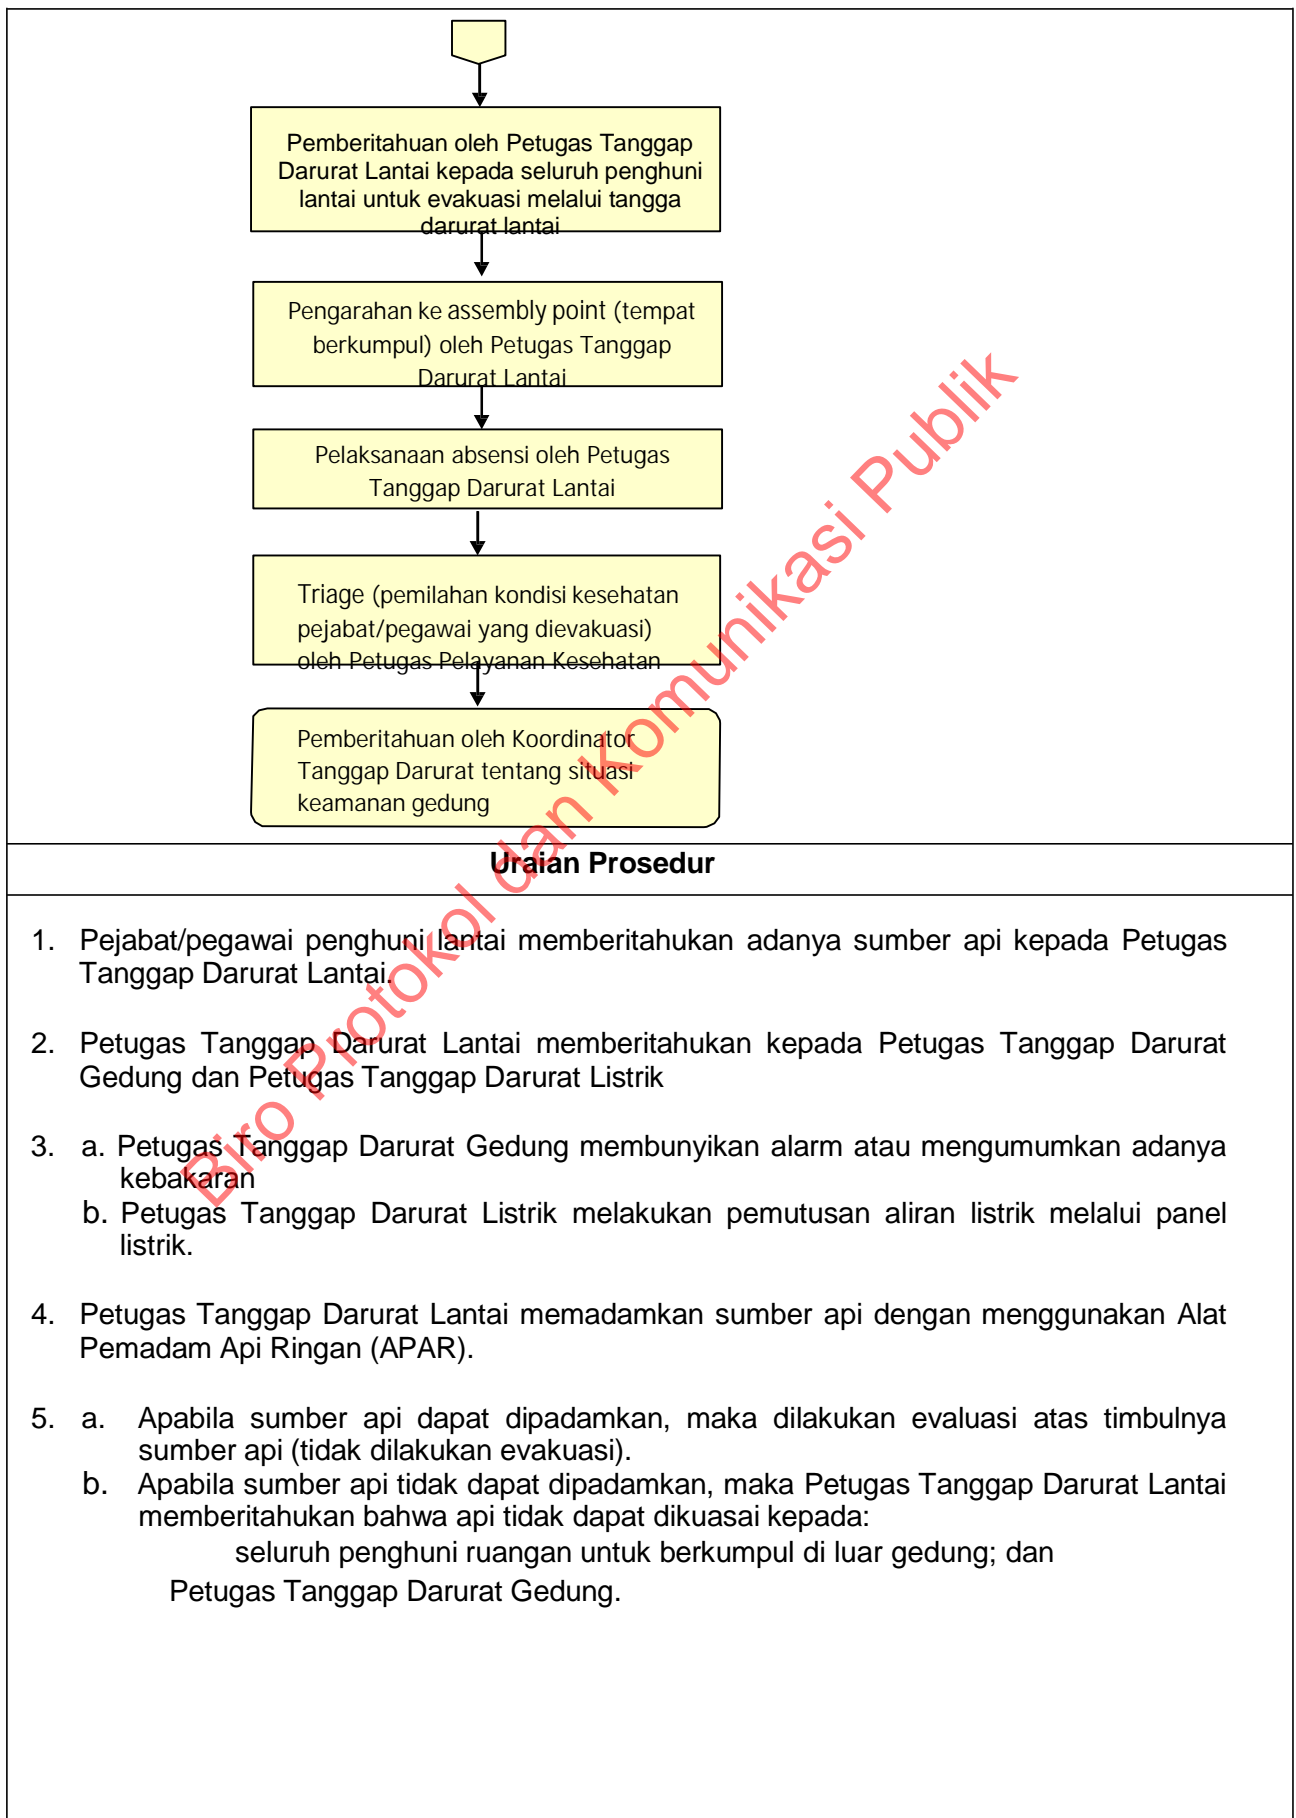 Pemberitahuan oleh Petugas Tanggap
Darurat Lantai kepada seluruh penghuni
lantai untuk evakuasi melalui tangga
darurat lantai
Pengarahan ke assembly point (tempat
berkumpul) oleh Petugas Tanggap
Darurat Lantai
Pelaksanaan absensi oleh Petugas
Tanggap Darurat Lantai
Triage (pemilahan kondisi kesehatan
pejabat/pegawai yang dievakuasi)
oleh Petugas Pelayanan Kesehatan
Pemberitahuan oleh Koordinator
Tanggap Darurat tentang situasi
keamanan gedung
Biro Protokol dan Komunikasi Publik
Uraian Prosedur
1. Pejabat/pegawai penghuni lantai memberitahukan adanya sumber api kepada Petugas
Tanggap Darurat Lantai.
2. Petugas Tanggap Darurat Lantai memberitahukan kepada Petugas Tanggap Darurat
Gedung dan Petugas Tanggap Darurat Listrik
3. a. Petugas Tanggap Darurat Gedung membunyikan alarm atau mengumumkan adanya
kebakaran
b. Petugas Tanggap Darurat Listrik melakukan pemutusan aliran listrik melalui panel
listrik.
4. Petugas Tanggap Darurat Lantai memadamkan sumber api dengan menggunakan Alat
Pemadam Api Ringan (APAR).
5. a. Apabila sumber api dapat dipadamkan, maka dilakukan evaluasi atas timbulnya
sumber api (tidak dilakukan evakuasi).
b. Apabila sumber api tidak dapat dipadamkan, maka Petugas Tanggap Darurat Lantai
memberitahukan bahwa api tidak dapat dikuasai kepada:
seluruh penghuni ruangan untuk berkumpul di luar gedung; dan
Petugas Tanggap Darurat Gedung.